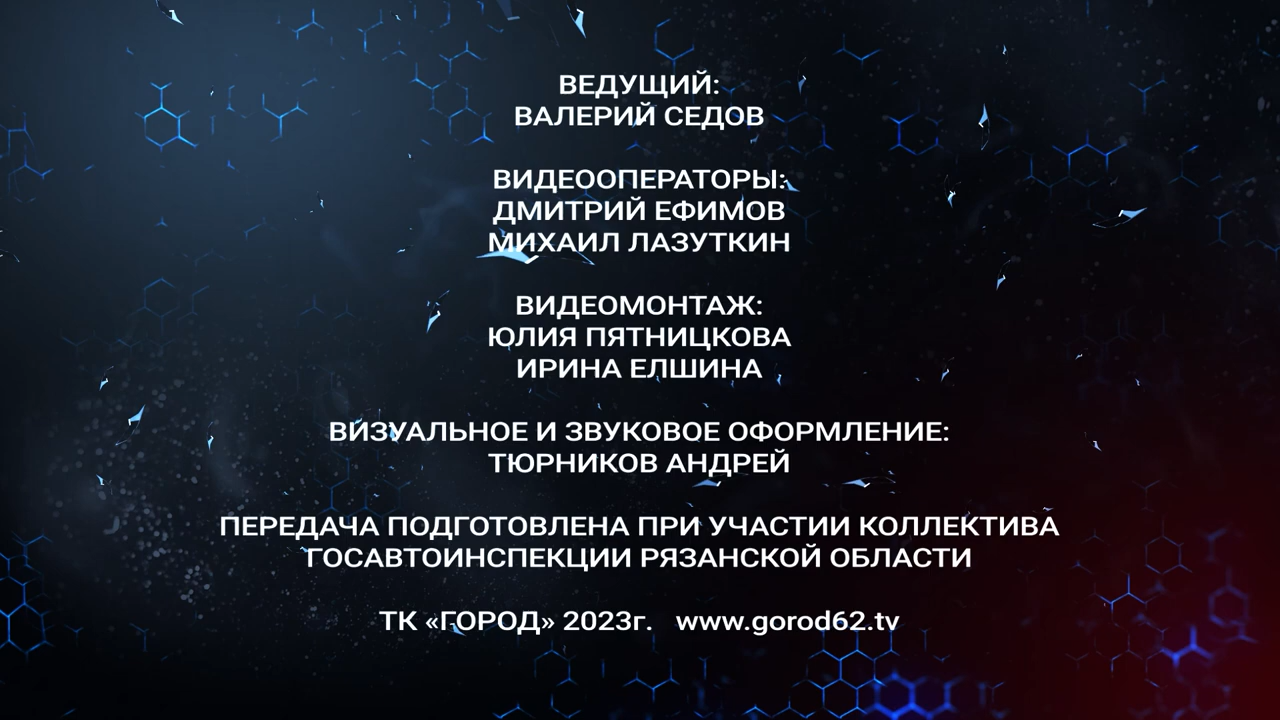 ВЕДУЩИЙ:
ВАЛЕРИЙ СЕДОВ
ВИДЕООПЕРАТОРЫ:
ДМИТРИЙ ЕФИМОВ
МИХАИЛ ЛАЗУТКИН
ВИДЕОМОНТАЖ:
ЮЛИЯ ПЯТНИЦКОВА
ИРИНА ЕЛШИНА
ВИЗУАЛЬНОЕ И ЗВУКОВОЕ ОФОРМЛЕНИЕ:
ТЮРНИКОВ АНДРЕЙ
ПЕРЕДАЧА ПОДГОТОВЛЕНА ПРИ УЧАСТИИ КОЛЛЕКТИВА
ГОСАВТОИНСПЕКЦИИ РЯЗАНСКОЙ ОБЛАСТИ
ТК «ГОРОД» 2023г. www.gorod62.tv